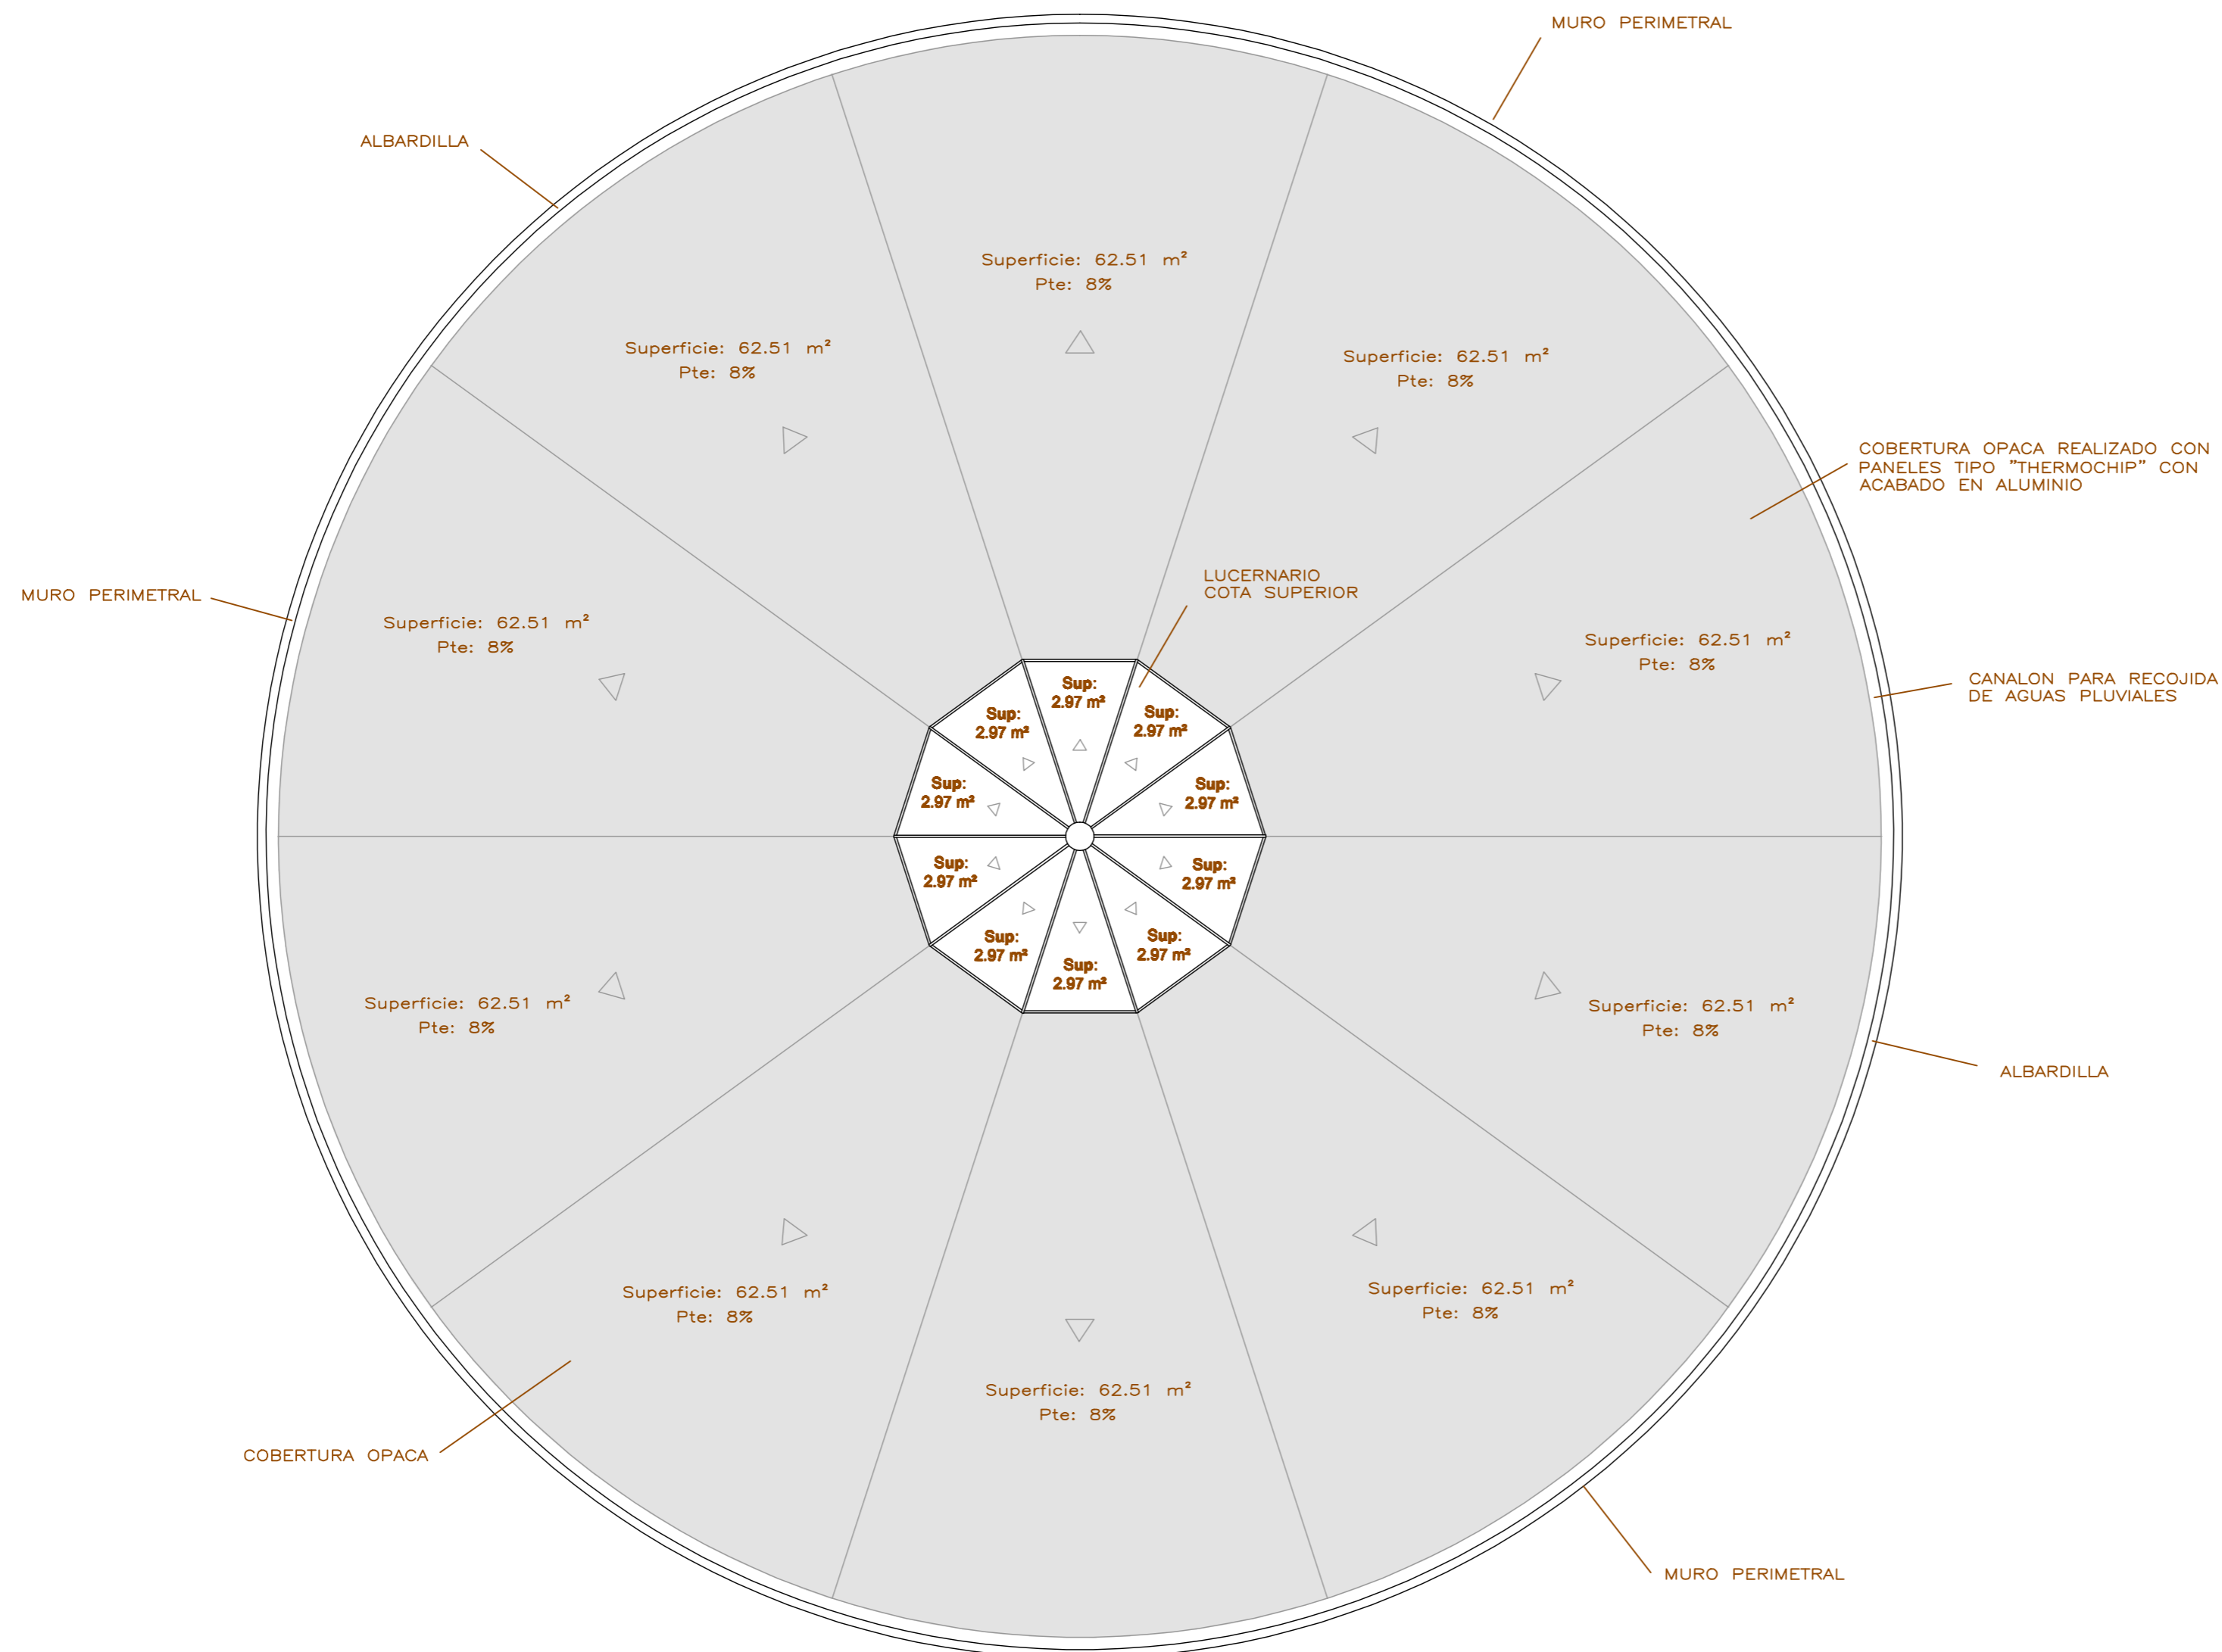 MURO PERIMETRAL
ALBARDILLA
Superficie: 62.51 m²
Pte: 8%
Superficie: 62.51 m²
Pte: 8%
Superficie: 62.51 m²
Pte: 8%
COBERTURA OPACA REALIZADO CON
PANELES TIPO "THERMOCHIP" CON
ACABADO EN ALUMINIO
LUCERNARIO
COTA SUPERIOR
MURO PERIMETRAL
Superficie: 62.51 m²
Pte: 8%
Superficie: 62.51 m²
Pte: 8%
CANALON PARA RECOJIDA
DE AGUAS PLUVIALES
Sup:
2.97 m²
Sup:
2.97 m²
Sup:
2.97 m²
Sup:
2.97 m²
Sup:
2.97 m²
Sup:
2.97 m²
Sup:
2.97 m²
Sup:
2.97 m²
Sup:
2.97 m²
Sup:
2.97 m²
Superficie: 62.51 m²
Pte: 8%
Superficie: 62.51 m²
Pte: 8%
ALBARDILLA
Superficie: 62.51 m²
Pte: 8%
Superficie: 62.51 m²
Pte: 8%
Superficie: 62.51 m²
Pte: 8%
COBERTURA OPACA
MURO PERIMETRAL